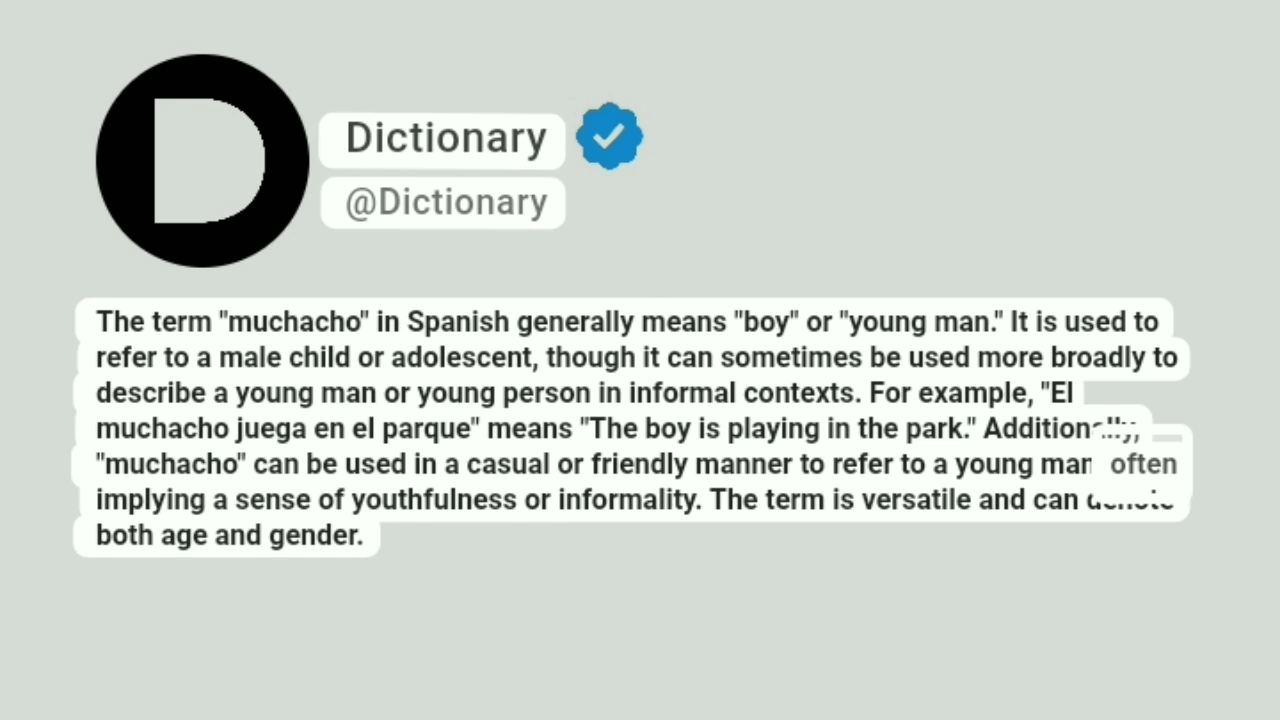 D
Dictionary
@Dictionary
The term "muchacho" in Spanish generally means "boy" or "young man." It is used to
refer to a male child or adolescent, though it can sometimes be used more broadly to
describe a young man or young person in informal contexts. For example, "El
muchacho juega en el parque" means "The boy is playing in the park." Additionally,
"muchacho" can be used in a casual or friendly manner to refer to a young man often
implying a sense of youthfulness or informality. The term is versatile and can denote
both age and gender.